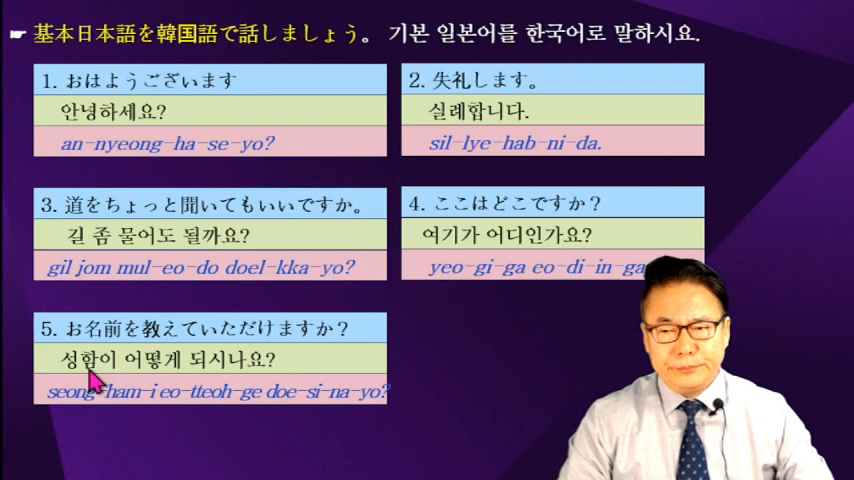 ☛ 基本日本語を韓国語で話しましょう。 기본 일본어를 한국어로 말하시요.
1. おはようございます
안녕하세요?
an-nyeong-ha-se-yo?
2. 失礼します。
실례합니다.
sil-lye-hab-ni-da.
3. 道をちょっと聞いてもいいですか。
길 좀 물어도 될까요?
gil jom mul-eo-do doel-kka-yo?
4. ここはどこですか？
여기가 어디인가요?
yeo-gi-ga eo-di-in-ga
5. お名前を教えていただけますか？
성함이 어떻게 되시나요?
seong-ham-i eo-tteoh-ge doe-si-na-yo?